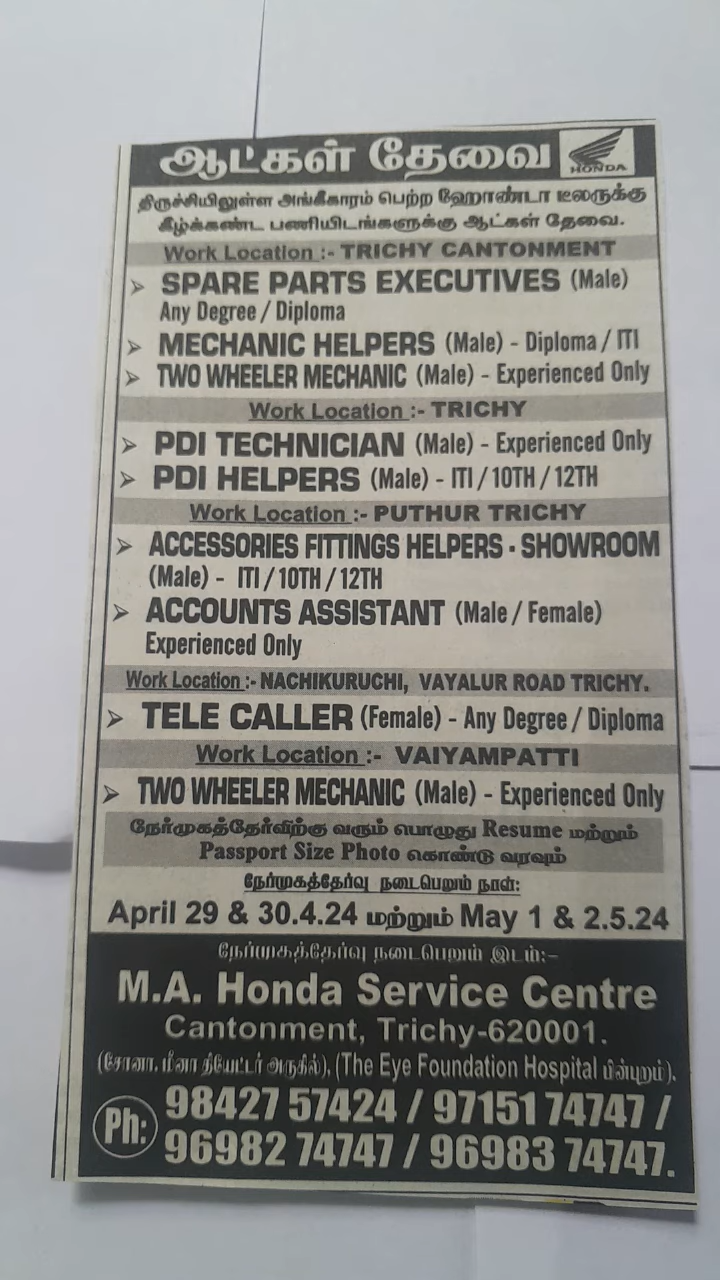 ஆட்கள் தேவை
HONDA
திருச்சியிலுள்ள அங்கீகாரம் பெற்ற ஹோண்டா டீலருக்கு
கீழ்க்கண்ட பணியிடங்களுக்கு ஆட்கள் தேவை.
Work Location :- TRICHY CANTONMENT
➢ SPARE PARTS EXECUTIVES (Male)
Any Degree / Diploma
➢ MECHANIC HELPERS (Male) - Diploma / ITI
➢ TWO WHEELER MECHANIC (Male) - Experienced Only
Work Location :- TRICHY
➢ PDI TECHNICIAN (Male) - Experienced Only
➢ PDI HELPERS (Male) - ITI / 10TH / 12TH
Work Location :- PUTHUR TRICHY
➢ ACCESSORIES FITTINGS HELPERS - SHOWROOM
(Male) - ITI / 10TH / 12TH
➢ ACCOUNTS ASSISTANT (Male / Female)
Experienced Only
Work Location :- NACHIKURUCHI, VAYALUR ROAD TRICHY.
➢ TELE CALLER (Female) - Any Degree / Diploma
Work Location :- VAIYAMPATTI
➢ TWO WHEELER MECHANIC (Male) - Experienced Only
நேர்முகத்தேர்விற்கு வரும் பொழுது Resume மற்றும்
Passport Size Photo கொண்டு வரவும்
நேர்முகத்தேர்வு நடைபெறும் நாள்:
April 29 & 30.4.24 மற்றும் May 1 & 2.5.24
நேர்முகத்தேர்வு நடைபெறும் இடம்:-
M.A. Honda Service Centre
Cantonment, Trichy-620001.
(சோனா, மீனா தியேட்டர் அருகில்), (The Eye Foundation Hospital பின்புறம்).
Ph: 98427 57424 / 97151 74747 /
96982 74747 / 96983 74747.